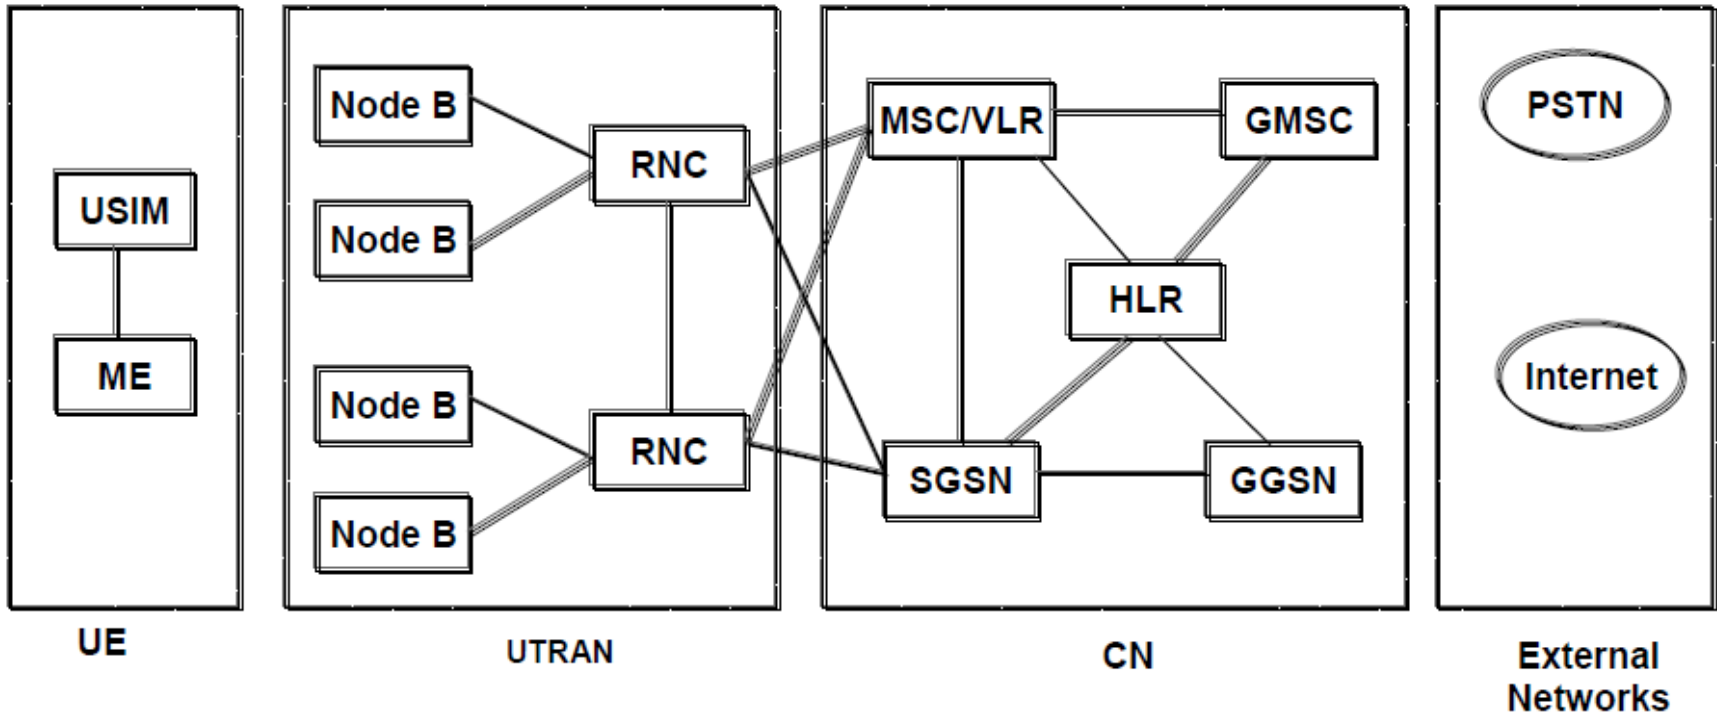 USIM
ME
UE
Node B
Node B
Node B
Node B
RNC
RNC
UTRAN
MSC/VLR
GMSC
HLR
SGSN
GGSN
CN
PSTN
Internet
External
Networks